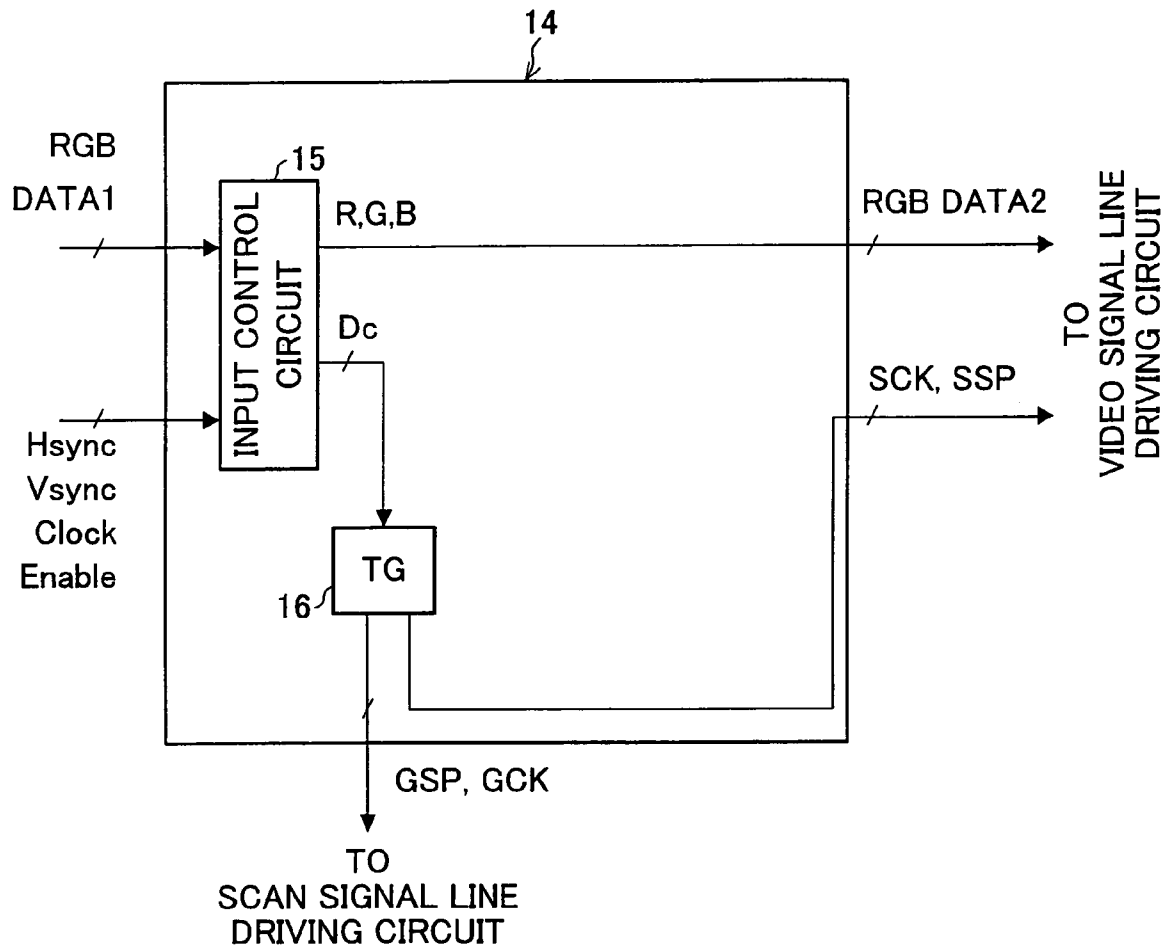 14
RGB
DATA1
15
INPUT CONTROL
CIRCUIT
R,G,B
RGB DATA2
Dc
SCK, SSP
TO
VIDEO SIGNAL LINE
DRIVING CIRCUIT
Hsync
Vsync
Clock
Enable
TG
16
GSP, GCK
TO
SCAN SIGNAL LINE
DRIVING CIRCUIT